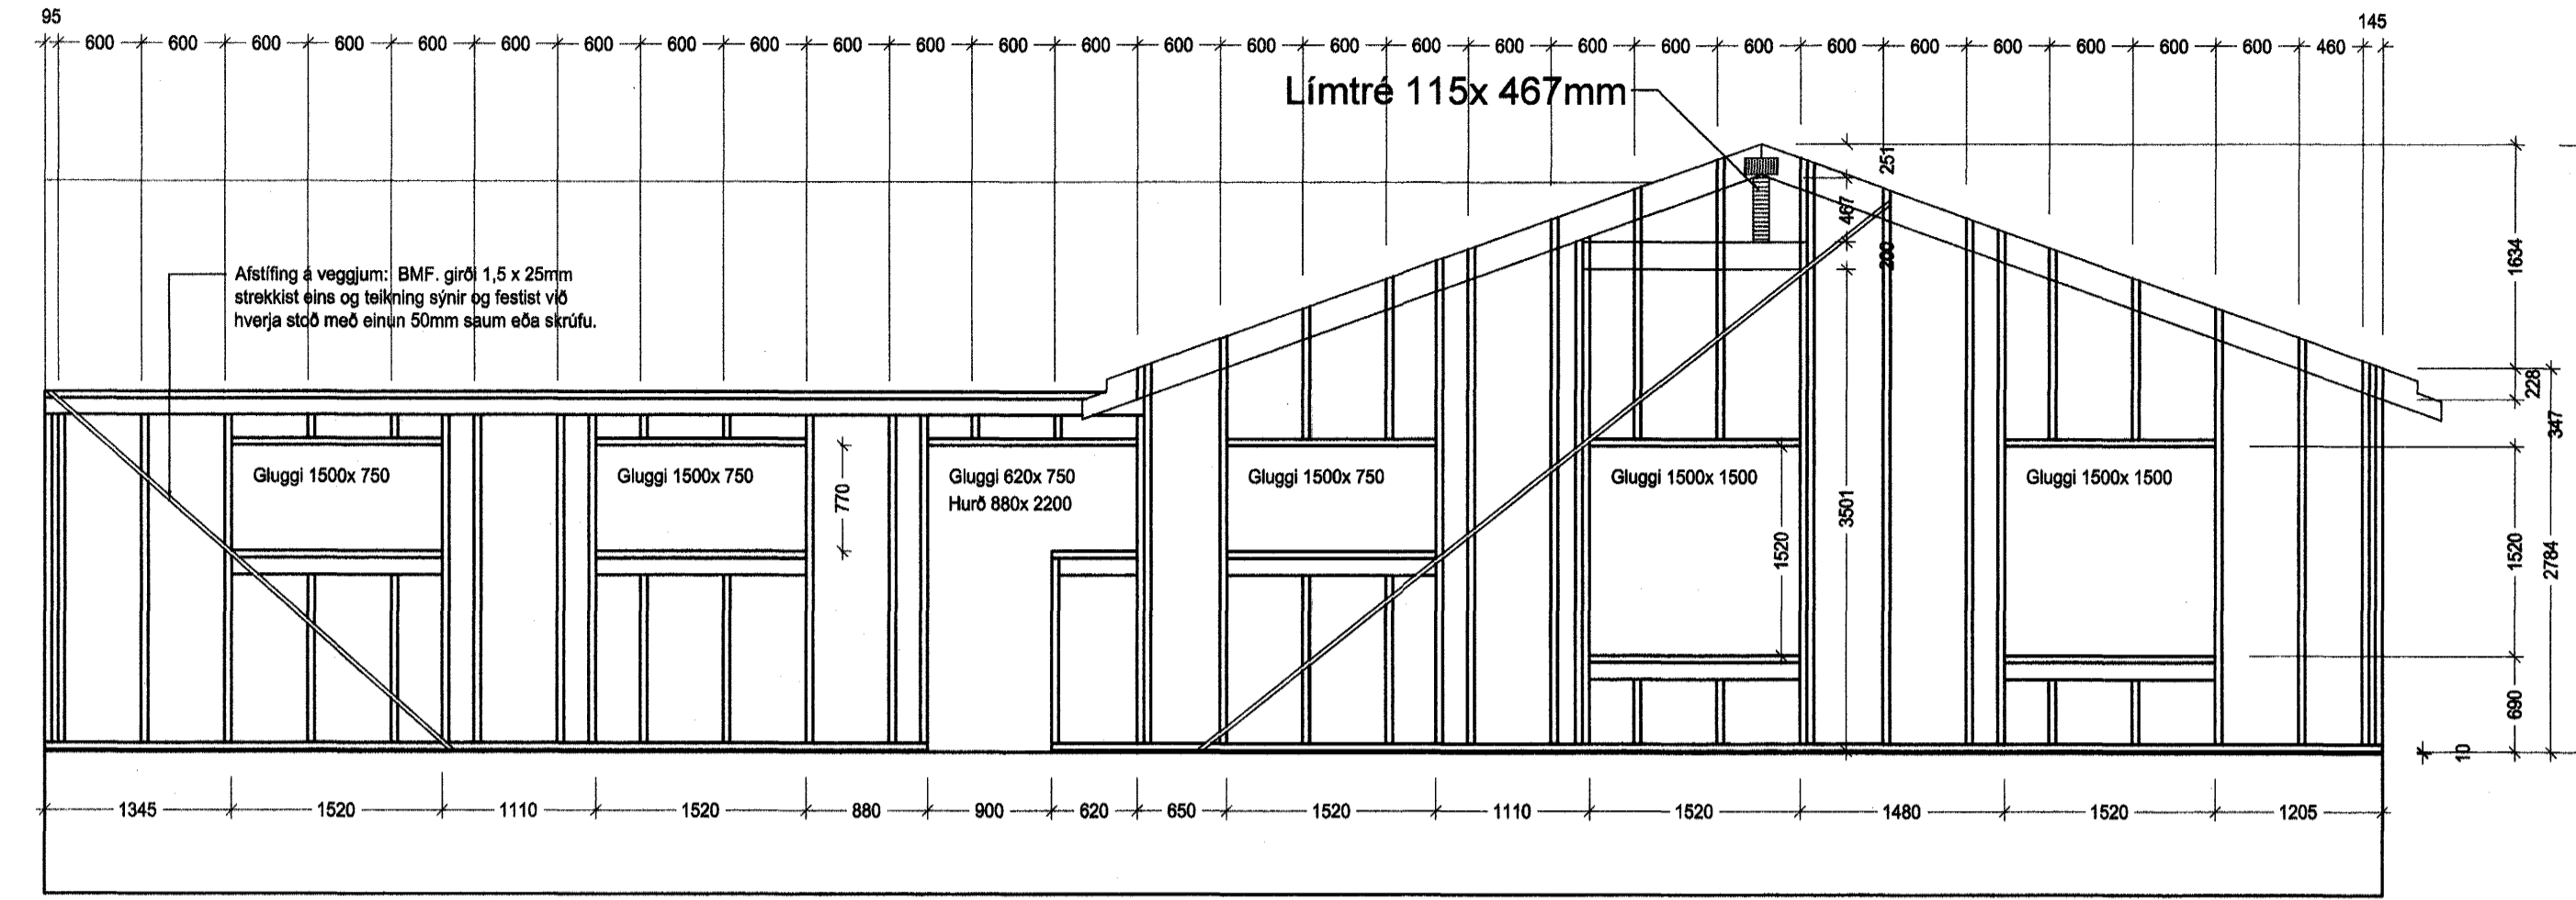 95
145
600 600 600 600 600 600 600 600 600 600 600 600 600 600 600 600 600 600 600 600 600 600 600 600 600 600 600 460
Límtré 115x 467mm
251
467
200
1634
Afstífing á veggjum: BMF. girði 1,5 x 25mm
strekkist eins og teikning sýnir og festist við
hverja stoð með einun 50mm saum eða skrúfu.
228
347
Gluggi 1500x 750
Gluggi 1500x 750
770
Gluggi 620x 750
Hurð 880x 2200
Gluggi 1500x 750
Gluggi 1500x 1500
Gluggi 1500x 1500
1520
3501
1520
2784
690
10
1345 1520 1110 1520 880 900 620 650 1520 1110 1520 1480 1520 1205